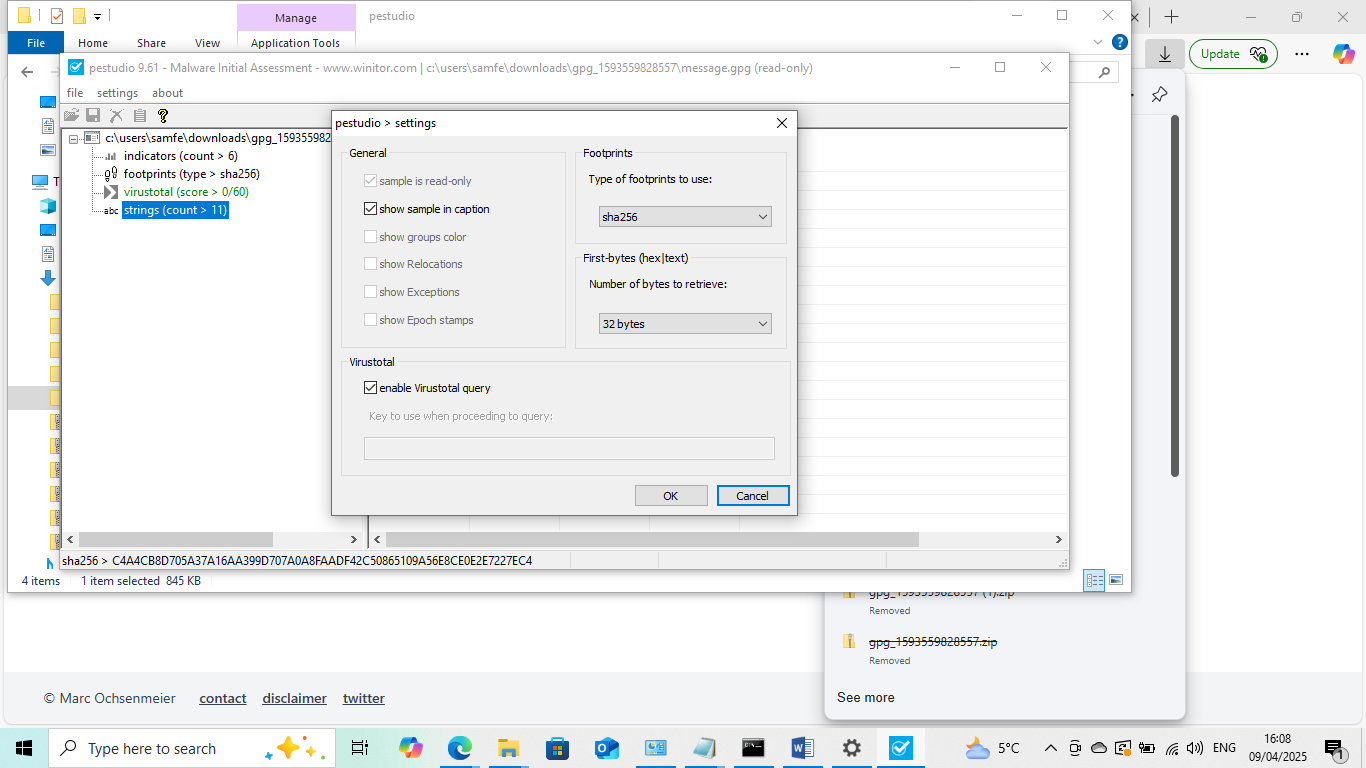 Manage
pestudio
File
Home
Share
View
Application Tools
Update
pestudio 9.61 - Malware Initial Assessment - www.winitor.com | c:\users\samfe\downloads\gpg_1593559828557\message.gpg (read-only)
file
settings
about
c:\users\samfe\downloads\gpg_159355982
indicators (count > 6)
footprints (type > sha256)
virustotal (score > 0/60)
abc
strings (count > 11)
pestudio > settings
General
sample is read-only
show sample in caption
show groups color
show Relocations
show Exceptions
show Epoch stamps
Footprints
Type of footprints to use:
sha256
First-bytes (hex|text)
Number of bytes to retrieve:
32 bytes
Virustotal
enable Virustotal query
Key to use when proceeding to query:
OK
Cancel
sha256 > C4A4CB8D705A37A16AA399D707A0A8FAADF42C50865109A56E8CE0E2E7227EC4
4 items
1 item selected 845 KB
gpg_1593559828557 (1).zip
Removed
gpg_1593559828557.zip
Removed
See more
© Marc Ochsenmeier
contact
disclaimer
twitter
Type here to search
5°C
ENG
16:08
09/04/2025
1